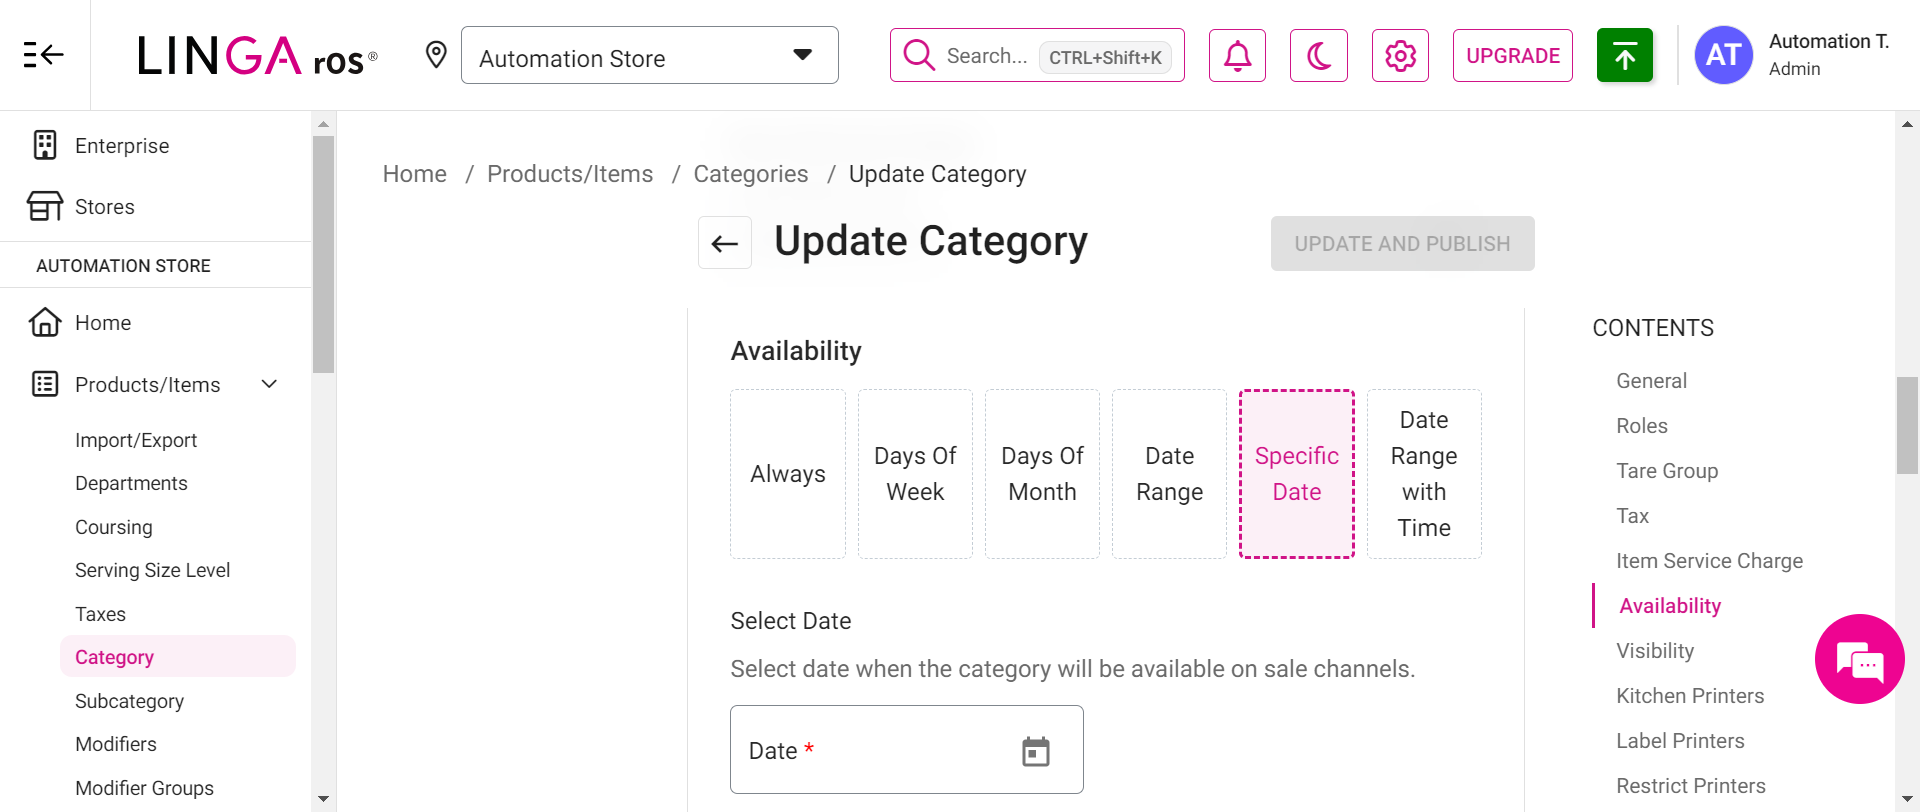 LINGA ros®
Automation Store
Search... CTRL+Shift+K
UPGRADE
AT
Automation T.
Admin
Enterprise
Stores
AUTOMATION STORE
Home
Products/Items
Import/Export
Departments
Coursing
Serving Size Level
Taxes
Category
Subcategory
Modifiers
Modifier Groups
Home / Products/Items / Categories / Update Category
Update Category
UPDATE AND PUBLISH
Availability
Always
Days Of
Week
Days Of
Month
Date
Range
Specific
Date
Date
Range
with
Time
Select Date
Select date when the category will be available on sale channels.
Date *
CONTENTS
General
Roles
Tare Group
Tax
Item Service Charge
Availability
Visibility
Kitchen Printers
Label Printers
Restrict Printers